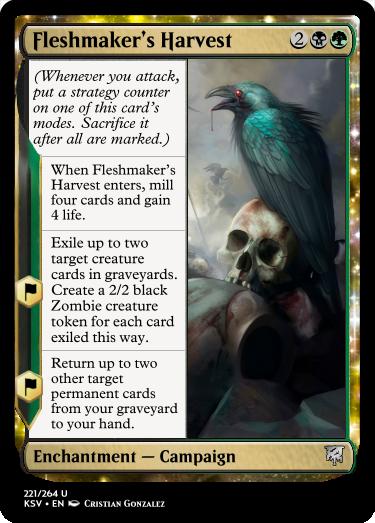 Fleshmaker's Harvest 2
(Whenever you attack,
put a strategy counter
on one of this card's
modes. Sacrifice it
after all are marked.)
When Fleshmaker's
Harvest enters, mill
four cards and gain
4 life.
Exile up to two
target creature
cards in graveyards.
Create a 2/2 black
Zombie creature
token for each card
exiled this way.
Return up to two
other target
permanent cards
from your graveyard
to your hand.
Enchantment — Campaign
221/264 U
KSV • EN Cristian Gonzalez